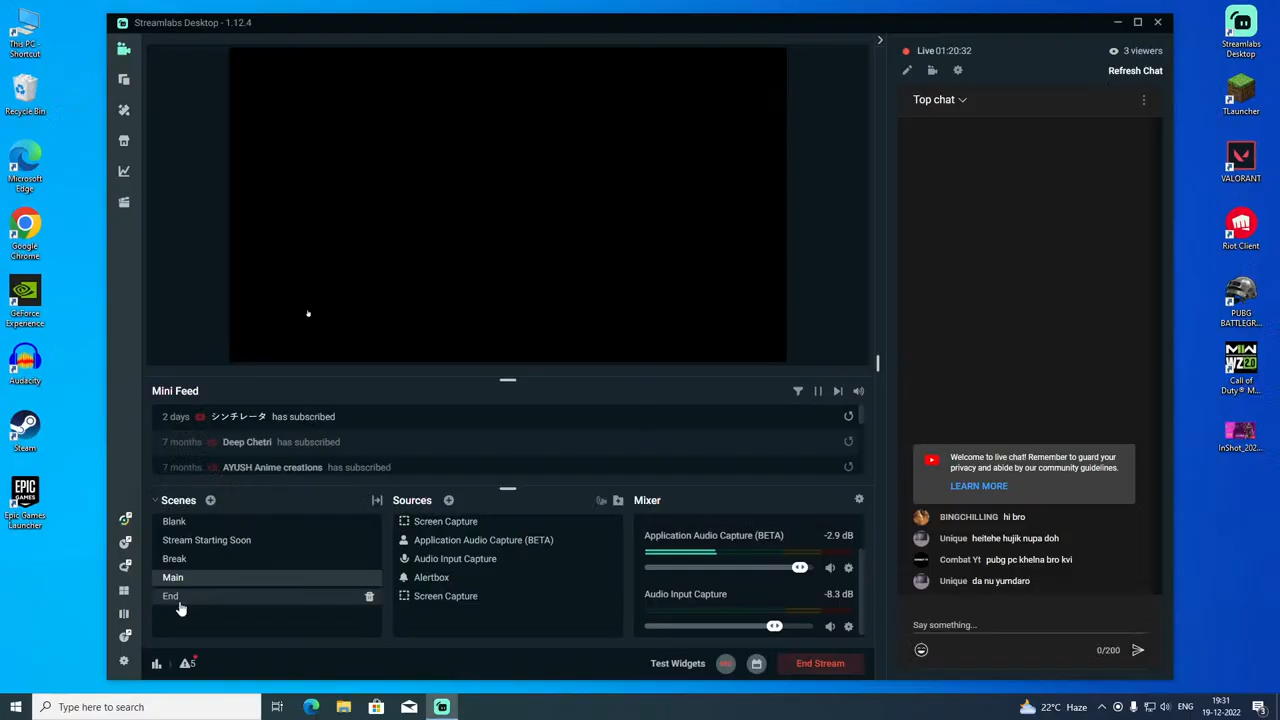 This PC -
Shortcut
Recycle Bin
Microsoft
Edge
Google
Chrome
GeForce
Experience
Audacity
Steam
Epic Games
Launcher
Streamlabs Desktop - 1.12.4
Mini Feed
2 days シンチレータ has subscribed
7 months Deep Chetri has subscribed
7 months AYUSH Anime creations has subscribed
Scenes
Blank
Stream Starting Soon
Break
Main
End
Sources
Screen Capture
Application Audio Capture (BETA)
Audio Input Capture
Alertbox
Screen Capture
Mixer
Application Audio Capture (BETA) -2.9 dB
Audio Input Capture -8.3 dB
5
Test Widgets
REC
End Stream
Live 01:20:32
3 viewers
Refresh Chat
Top chat
Welcome to live chat! Remember to guard your
privacy and abide by our community guidelines.
LEARN MORE
BINGCHILLING hi bro
Unique heitehe hujik nupa doh
Combat Yt pubg pc khelna bro kvi
Unique da nu yumdaro
Say something...
0/200
Streamlabs
Desktop
TLauncher
VALORANT
Riot Client
PUBG
BATTLEGR...
Call of
Duty® M...
InShot_202...
Type here to search
22°C Haze
ENG
19:31
19-12-2022
3